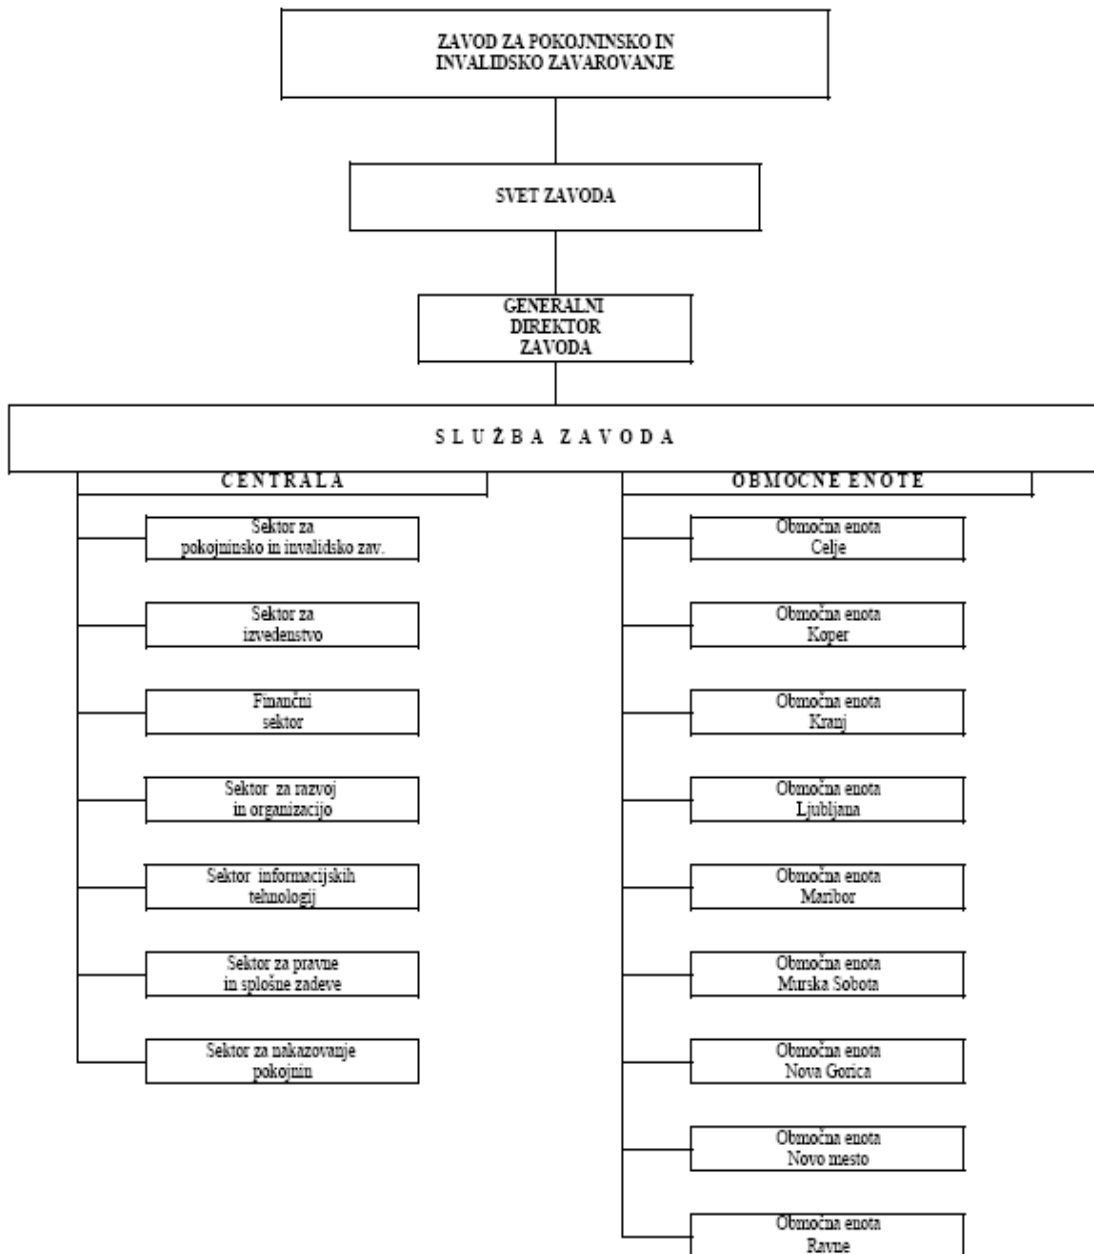 ZAVOD ZA POKOJNINSKO IN
INVALIDSKO ZAVAROVANJE
SVET ZAVODA
GENERALNI
DIREKTOR
ZAVODA
S L U Ž B A Z A V O D A
C E N T R A L A
Sektor za
pokojninsko in invalidsko zav.
Sektor za
izvedenstvo
Finančni
sektor
Sektor za razvoj
in organizacijo
Sektor informacijskih
tehnologij
Sektor za pravne
in splošne zadeve
Sektor za nakazovanje
pokojnin
O B M O Č N E E N O T E
Območna enota
Celje
Območna enota
Koper
Območna enota
Kranj
Območna enota
Ljubljana
Območna enota
Maribor
Območna enota
Murska Sobota
Območna enota
Nova Gorica
Območna enota
Novo mesto
Območna enota
Ravne